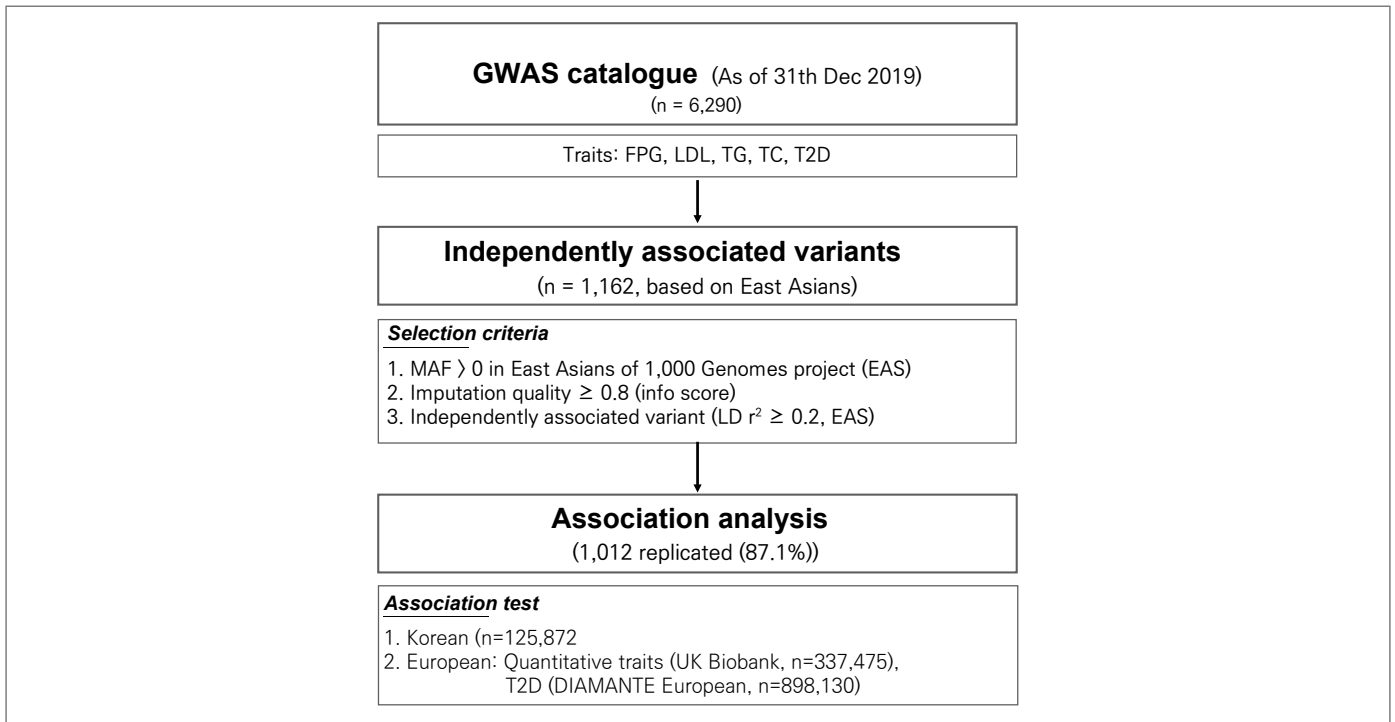 GWAS catalogue (As of 31th Dec 2019)
(n = 6,290)
Traits: FPG, LDL, TG, TC, T2D
Independently associated variants
(n = 1,162, based on East Asians)
Selection criteria
1. MAF 〉0 in East Asians of 1,000 Genomes project (EAS)
2. Imputation quality ≥ 0.8 (info score)
3. Independently associated variant (LD r² ≥ 0.2, EAS)
Association analysis
(1,012 replicated (87.1%))
Association test
1. Korean (n=125,872
2. European: Quantitative traits (UK Biobank, n=337,475),
T2D (DIAMANTE European, n=898,130)